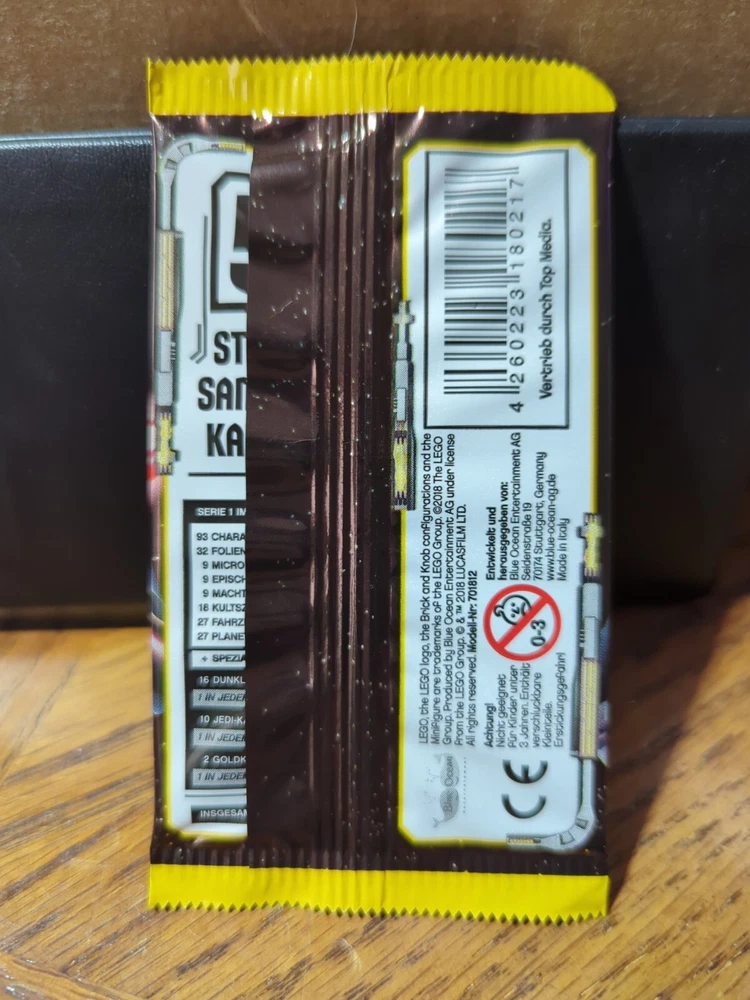 5
ST
SAM
KA
SERIE 1 IM
93 CHARA
32 FOLIEN
9 MICRO
9 EPISCH
9 MACHT
18 KULTSZ
27 FAHRZ
27 PLANE
+ SPEZIA
16 DUNKL
1 IN JEDER
10 JEDI-KA
1 IN JEDER
2 GOLDK
1 IN JEDER
INSGESAM
4 260223 180217
Vertrieb durch Top Media.
LEGO, the LEGO logo, the Brick and Knob configurations and the
Minifigure are trademarks of the LEGO Group. ©2018 The LEGO
Group. Produced by Blue Ocean Entertainment AG under license
from the LEGO Group. © & ™ 2018 LUCASFILM LTD.
All rights reserved. Modell-Nr: 701812
Entwickelt und
herausgegeben von:
Blue Ocean Entertainment AG
Seidenstraße 19
70174 Stuttgart, Germany
www.blue-ocean-ag.de
Made in Italy
0-3
Achtung!
Nicht geeignet
für Kinder unter
3 Jahren. Enthält
verschluckbare
Kleinteile.
Erstickungsgefahr!
Blue Ocean
CE